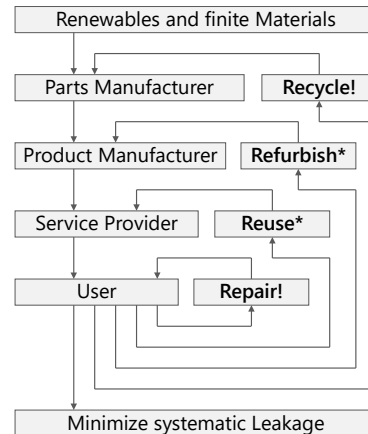 Renewables and finite Materials
Parts Manufacturer
Recycle!
Product Manufacturer
Refurbish*
Service Provider
Reuse*
User
Repair!
Minimize systematic Leakage